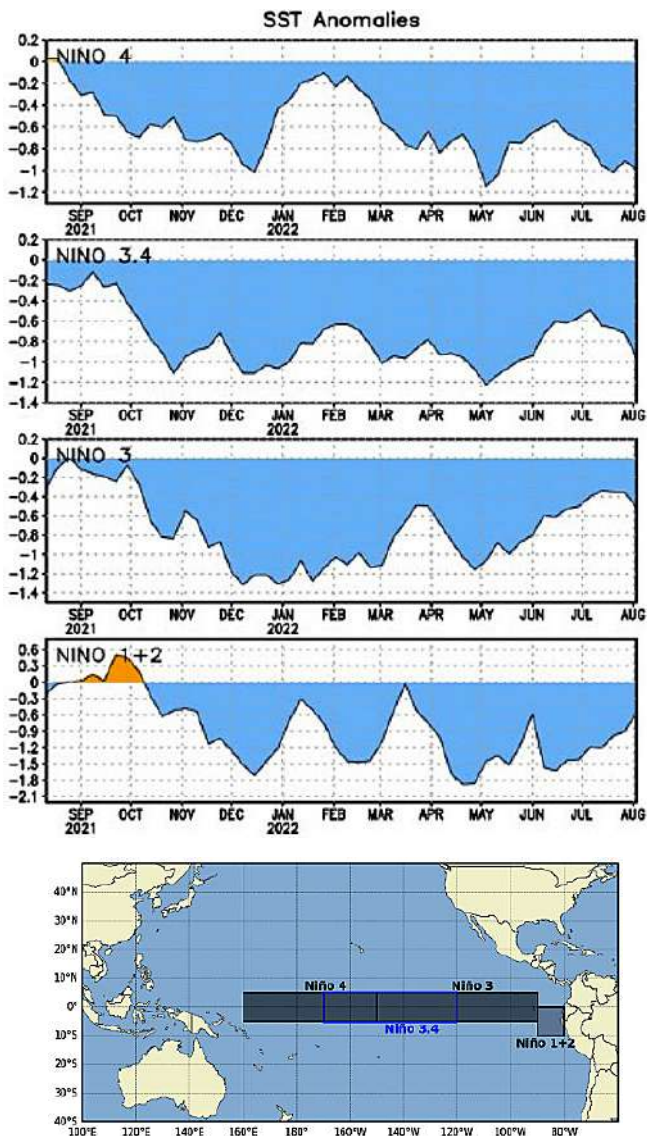 SST Anomalies
NINO 4
0.2
0
-0.2
-0.4
-0.6
-0.8
-1
-1.2
SEP OCT NOV DEC JAN FEB MAR APR MAY JUN JUL AUG
2021 2022
NINO 3.4
0.2
0
-0.2
-0.4
-0.6
-0.8
-1
-1.2
-1.4
SEP OCT NOV DEC JAN FEB MAR APR MAY JUN JUL AUG
2021 2022
NINO 3
0.2
0
-0.2
-0.4
-0.6
-0.8
-1
-1.2
-1.4
SEP OCT NOV DEC JAN FEB MAR APR MAY JUN JUL AUG
2021 2022
NINO 1+2
0.6
0.3
0
-0.3
-0.6
-0.9
-1.2
-1.5
-1.8
-2.1
SEP OCT NOV DEC JAN FEB MAR APR MAY JUN JUL AUG
2021 2022
40°N
30°N
20°N
10°N
Niño 4 Niño 3
0°
Niño 3.4
10°S
Niño 1+2
20°S
30°S
40°S
100°E 120°E 140°E 160°E 180° 160°W 140°W 120°W 100°W 80°W